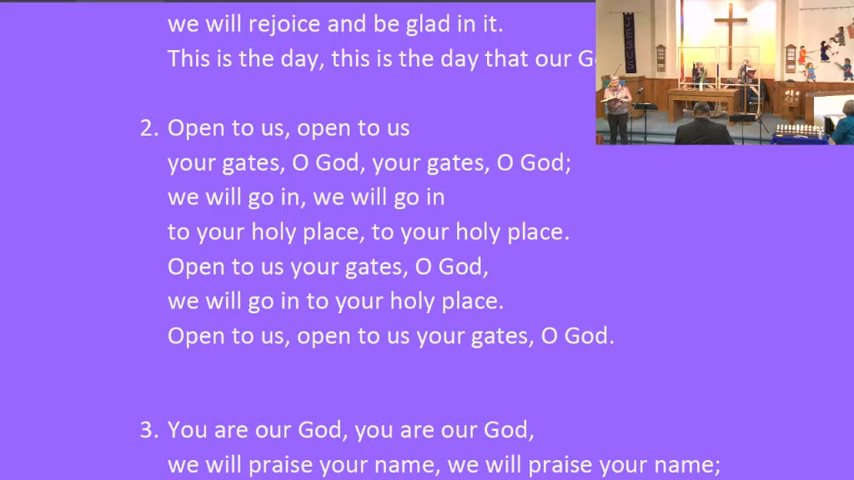 we will rejoice and be glad in it.
This is the day, this is the day that our G
2. Open to us, open to us
your gates, O God, your gates, O God;
we will go in, we will go in
to your holy place, to your holy place.
Open to us your gates, O God,
we will go in to your holy place.
Open to us, open to us your gates, O God.
3. You are our God, you are our God,
we will praise your name, we will praise your name;
JESUS